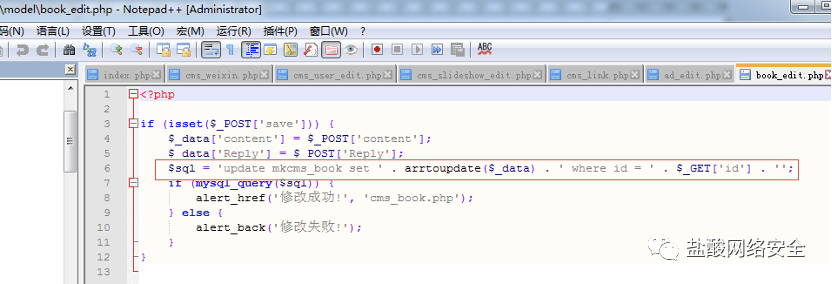 \model\book_edit.php - Notepad++ [Administrator]
码(N) 语言(L) 设置(T) 工具(O) 宏(M) 运行(R) 插件(P) 窗口(W) ?
index.php cms_weixin.php cms_user_edit.php cms_slideshow_edit.php cms_link.php ad_edit.php book_edit.php
1 <?php
2
3 if (isset($_POST['save'])) {
4 $_data['content'] = $_POST['content'];
5 $_data['Reply'] = $_POST['Reply'];
6 $sql = 'update mkcms_book set ' . arrtoupdate($_data) . ' where id = ' . $_GET['id'] . '';
7 if (mysql_query($sql)) {
8 alert_href('修改成功!', 'cms_book.php');
9 } else {
10 alert_back('修改失败!');
11 }
12 }
13
盐酸网络安全